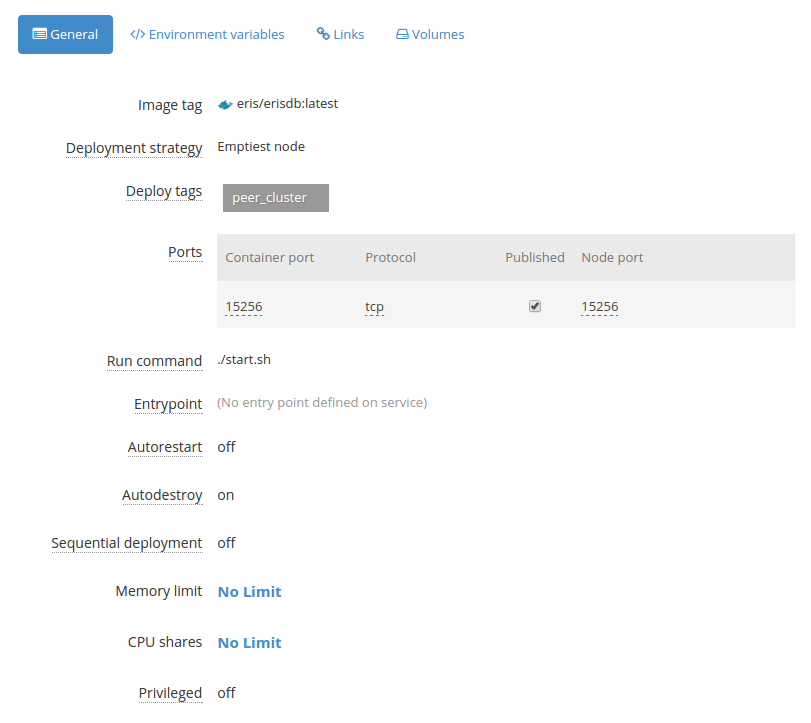 General Environment variables Links Volumes
Image tag eris/erisdb:latest
Deployment strategy Emptiest node
Deploy tags peer_cluster
Ports Container port Protocol Published Node port
15256 tcp 15256
Run command ./start.sh
Entrypoint (No entry point defined on service)
Autorestart off
Autodestroy on
Sequential deployment off
Memory limit No Limit
CPU shares No Limit
Privileged off